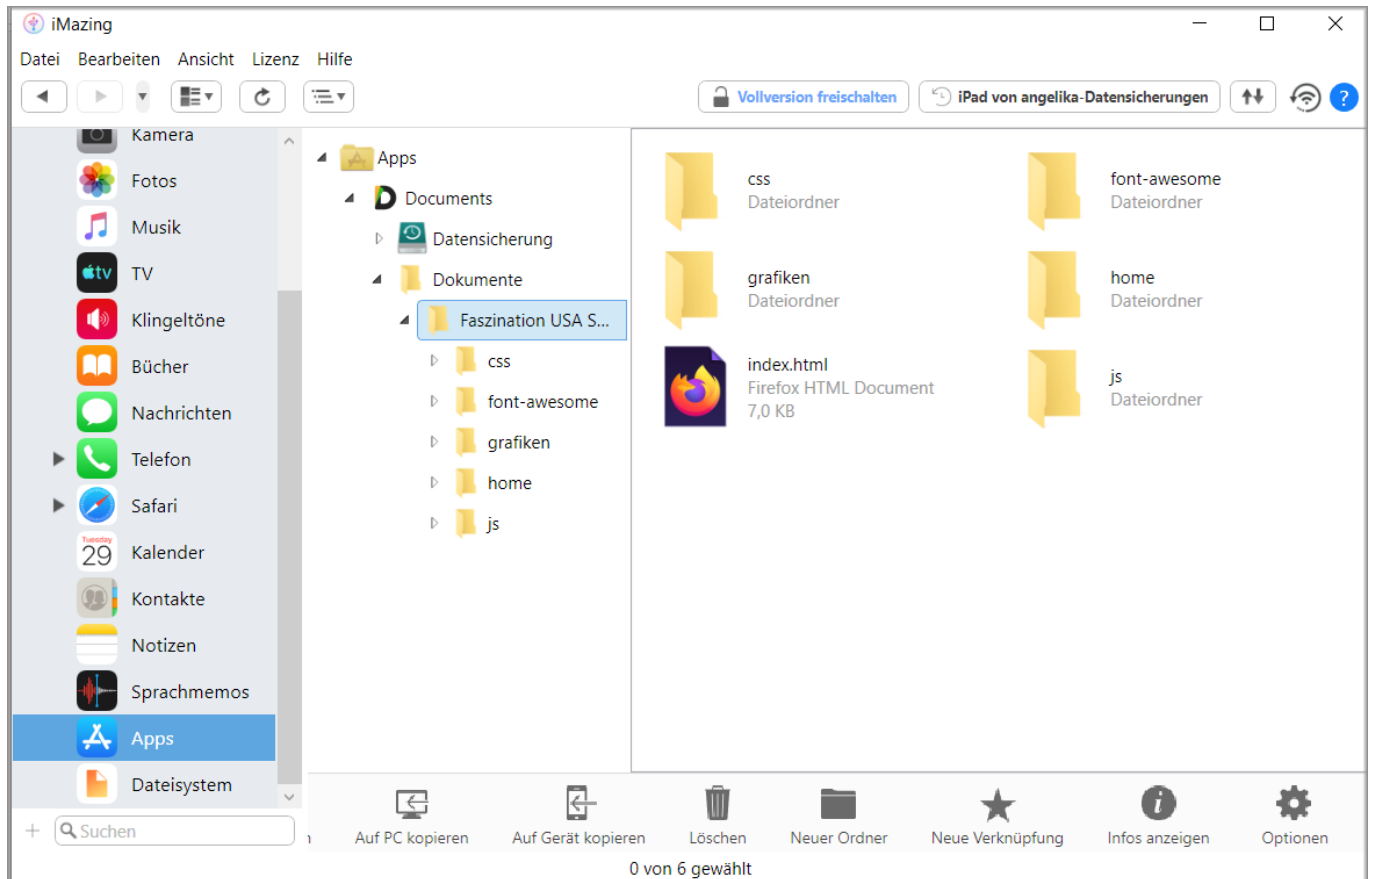 iMazing
Datei Bearbeiten Ansicht Lizenz Hilfe
Vollversion freischalten
iPad von angelika-Datensicherungen
?
Kamera
Fotos
Musik
tv
TV
Klingeltöne
Bücher
Nachrichten
Telefon
Safari
Tuesday
29
Kalender
Kontakte
Notizen
Sprachmemos
Apps
Dateisystem
Suchen
Apps
Documents
Datensicherung
Dokumente
Faszination USA S...
css
font-awesome
grafiken
home
js
css
Dateiordner
font-awesome
Dateiordner
grafiken
Dateiordner
home
Dateiordner
index.html
Firefox HTML Document
7,0 KB
js
Dateiordner
Auf PC kopieren
Auf Gerät kopieren
Löschen
Neuer Ordner
Neue Verknüpfung
Infos anzeigen
Optionen
0 von 6 gewählt